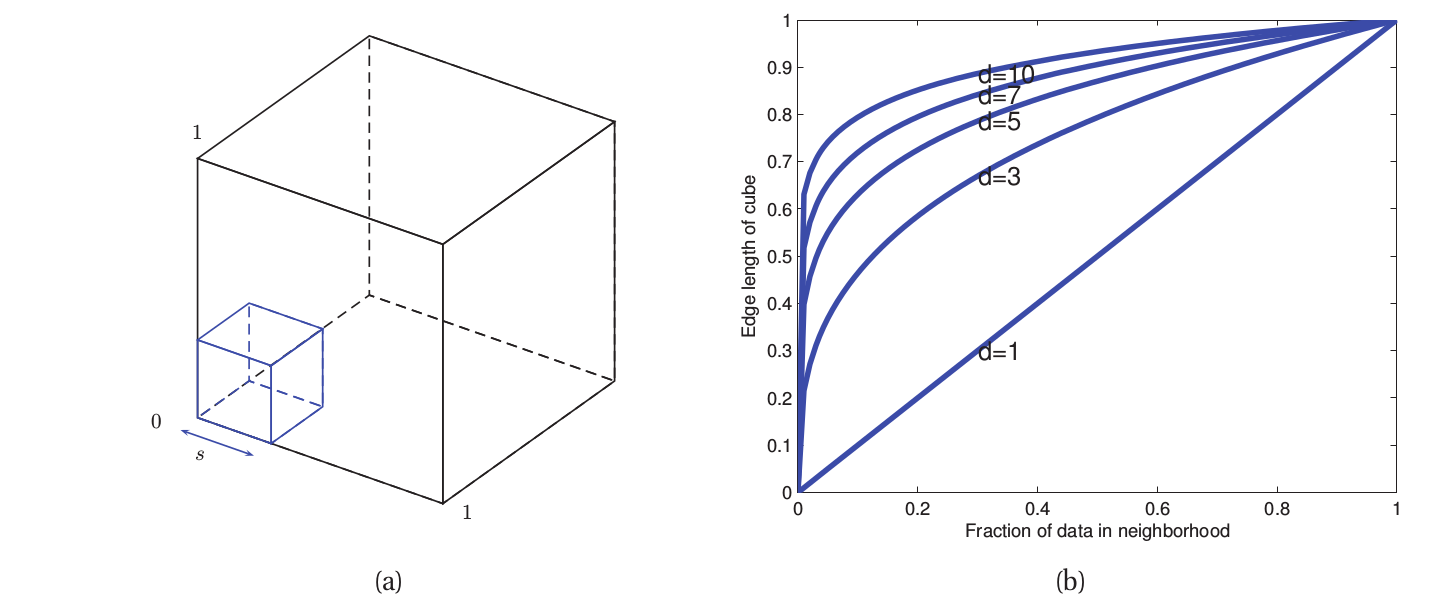 1
0
s
1
(a)
Edge length of cube
1
0.9
0.8
0.7
0.6
0.5
0.4
0.3
0.2
0.1
0
d=10
d=7
d=5
d=3
d=1
0 0.2 0.4 0.6 0.8 1
Fraction of data in neighborhood
(b)